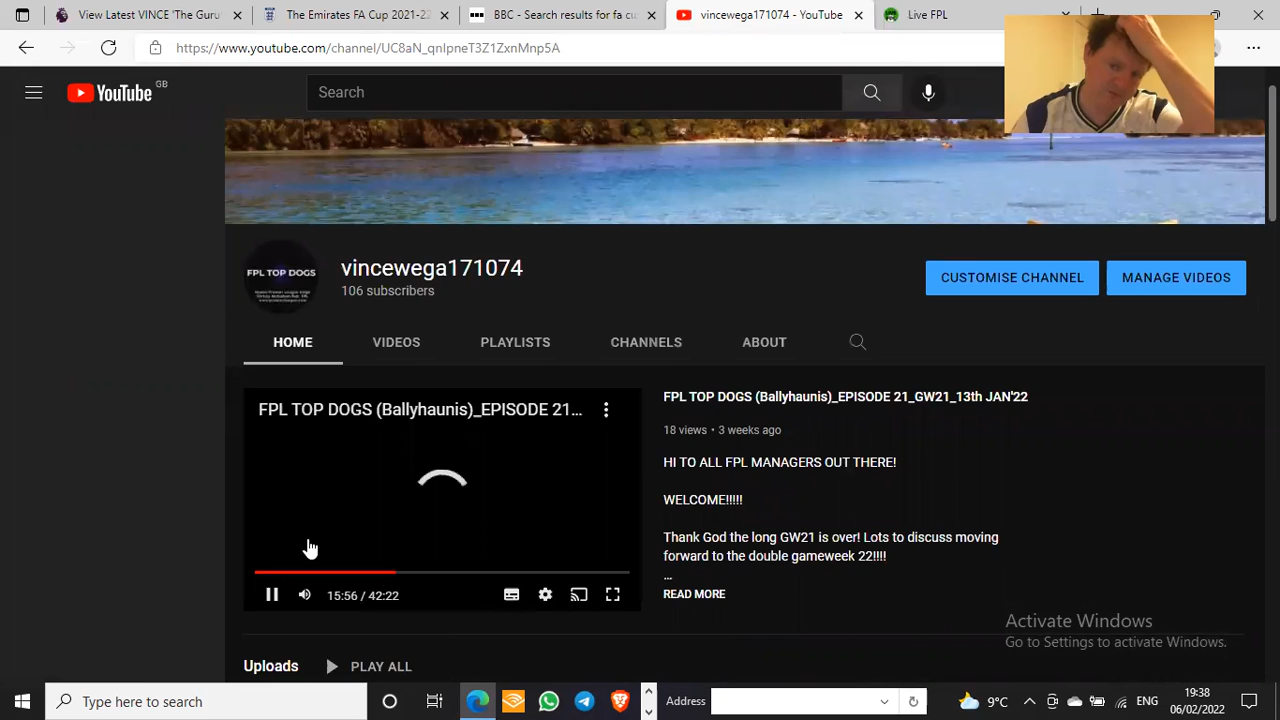 View Latest VINCE 'The Guru
The Emirates FA Cup 2021-22
BBC - Search results for fa cu
vincewega171074 - YouTube
Live FPL
https://www.youtube.com/channel/UC8aN_qnIpneT3Z1ZxnMnp5A
YouTube GB
Search
vincewega171074
106 subscribers
CUSTOMISE CHANNEL
MANAGE VIDEOS
HOME
VIDEOS
PLAYLISTS
CHANNELS
ABOUT
FPL TOP DOGS
FPL TOP DOGS (Ballyhaunis)_EPISODE 21...
15:56 / 42:22
FPL TOP DOGS (Ballyhaunis)_EPISODE 21_GW21_13th JAN'22
18 views • 3 weeks ago
HI TO ALL FPL MANAGERS OUT THERE!
WELCOME!!!!!
Thank God the long GW21 is over! Lots to discuss moving
forward to the double gameweek 22!!!!
...
READ MORE
Activate Windows
Go to Settings to activate Windows.
Uploads
PLAY ALL
Type here to search
Address
9°C
ENG
19:38
06/02/2022